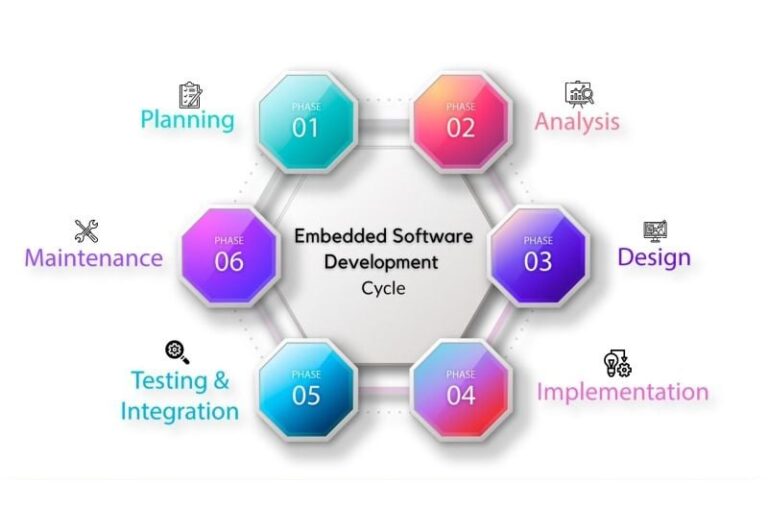 Planning
PHASE
01
PHASE
02
Analysis
Maintenance
PHASE
06
Embedded Software
Development
Cycle
PHASE
03
Design
Testing &
Integration
PHASE
05
PHASE
04
Implementation